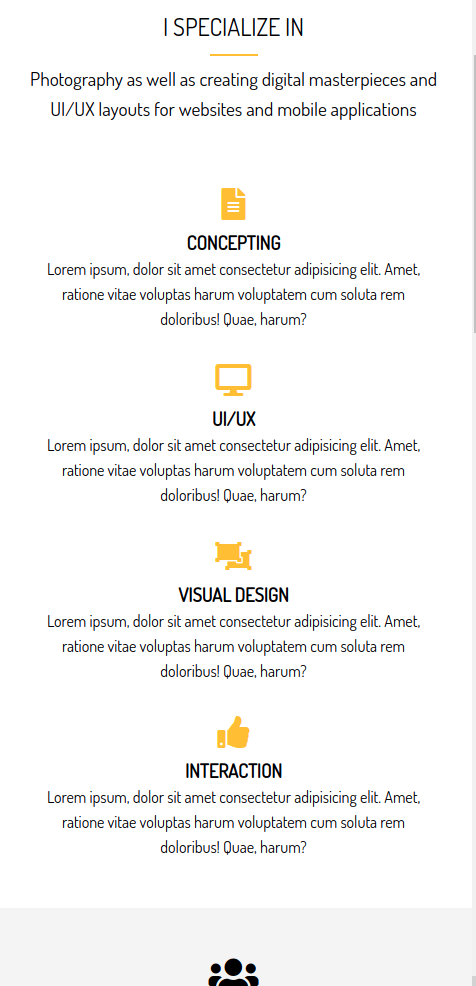 I SPECIALIZE IN
Photography as well as creating digital masterpieces and
UI/UX layouts for websites and mobile applications
CONCEPTING
Lorem ipsum, dolor sit amet consectetur adipisicing elit. Amet,
ratione vitae voluptas harum voluptatem cum soluta rem
doloribus! Quae, harum?
UI/UX
Lorem ipsum, dolor sit amet consectetur adipisicing elit. Amet,
ratione vitae voluptas harum voluptatem cum soluta rem
doloribus! Quae, harum?
VISUAL DESIGN
Lorem ipsum, dolor sit amet consectetur adipisicing elit. Amet,
ratione vitae voluptas harum voluptatem cum soluta rem
doloribus! Quae, harum?
INTERACTION
Lorem ipsum, dolor sit amet consectetur adipisicing elit. Amet,
ratione vitae voluptas harum voluptatem cum soluta rem
doloribus! Quae, harum?